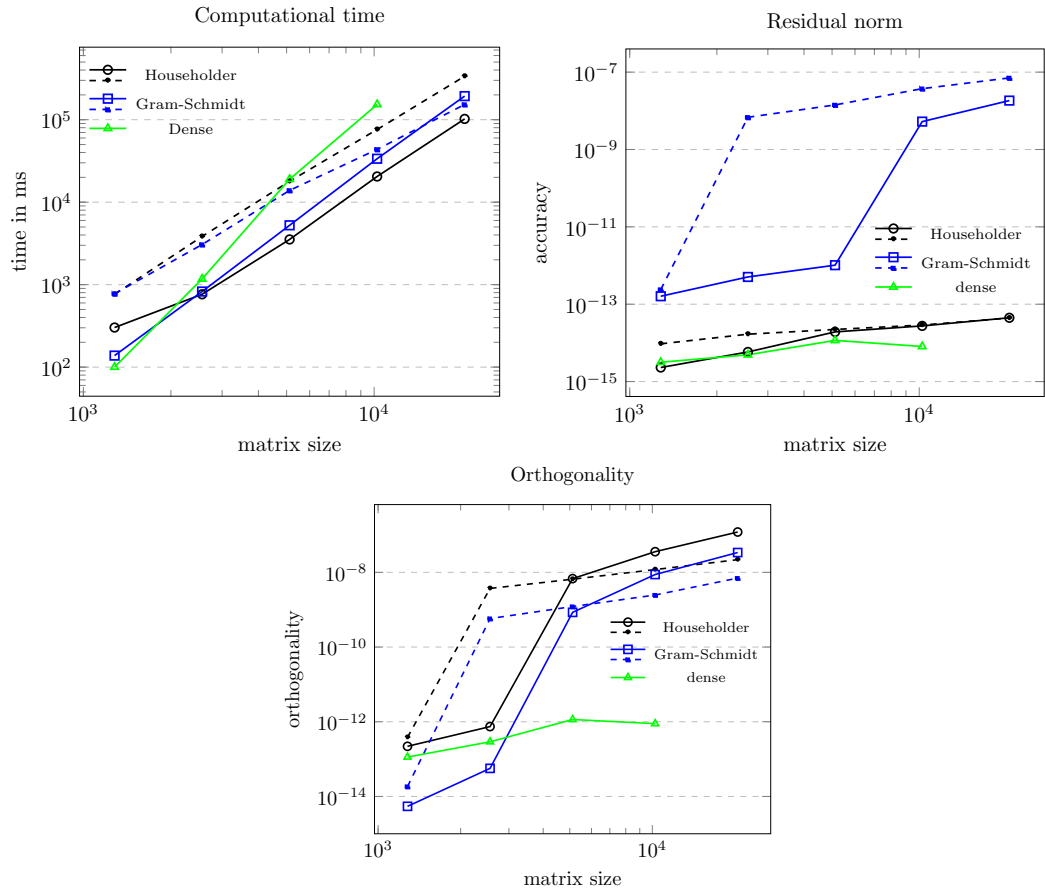 Computational time
time in ms
10^5
10^4
10^3
10^2
Householder
Gram-Schmidt
Dense
10^3
10^4
matrix size
Residual norm
accuracy
10^−7
10^−9
10^−11
10^−13
10^−15
Householder
Gram-Schmidt
dense
10^3
10^4
matrix size
Orthogonality
orthogonality
10^−8
10^−10
10^−12
10^−14
Householder
Gram-Schmidt
dense
10^3
10^4
matrix size